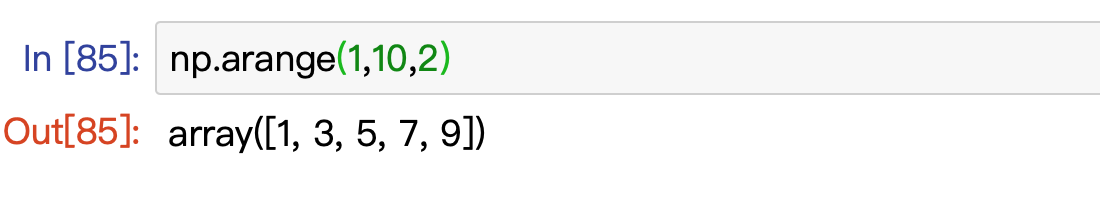 In [85]: np.arange(1,10,2)
Out[85]: array([1, 3, 5, 7, 9])